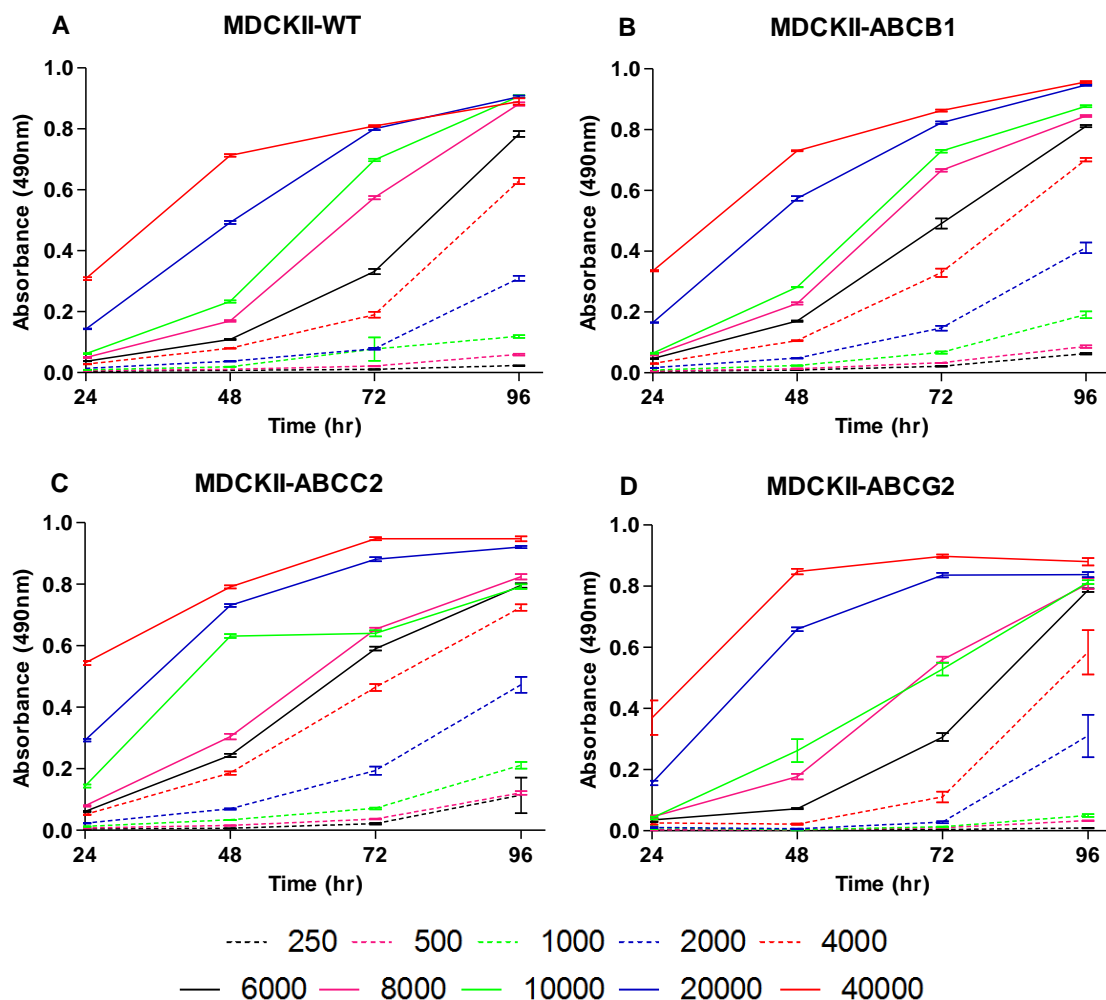 A MDCKII-WT
Absorbance (490nm)
1.0
0.8
0.6
0.4
0.2
0.0
24 48 72 96
Time (hr)
B MDCKII-ABCB1
Absorbance (490nm)
1.0
0.8
0.6
0.4
0.2
0.0
24 48 72 96
Time (hr)
C MDCKII-ABCC2
Absorbance (490nm)
1.0
0.8
0.6
0.4
0.2
0.0
24 48 72 96
Time (hr)
D MDCKII-ABCG2
Absorbance (490nm)
1.0
0.8
0.6
0.4
0.2
0.0
24 48 72 96
Time (hr)
250 500 1000 2000 4000
6000 8000 10000 20000 40000